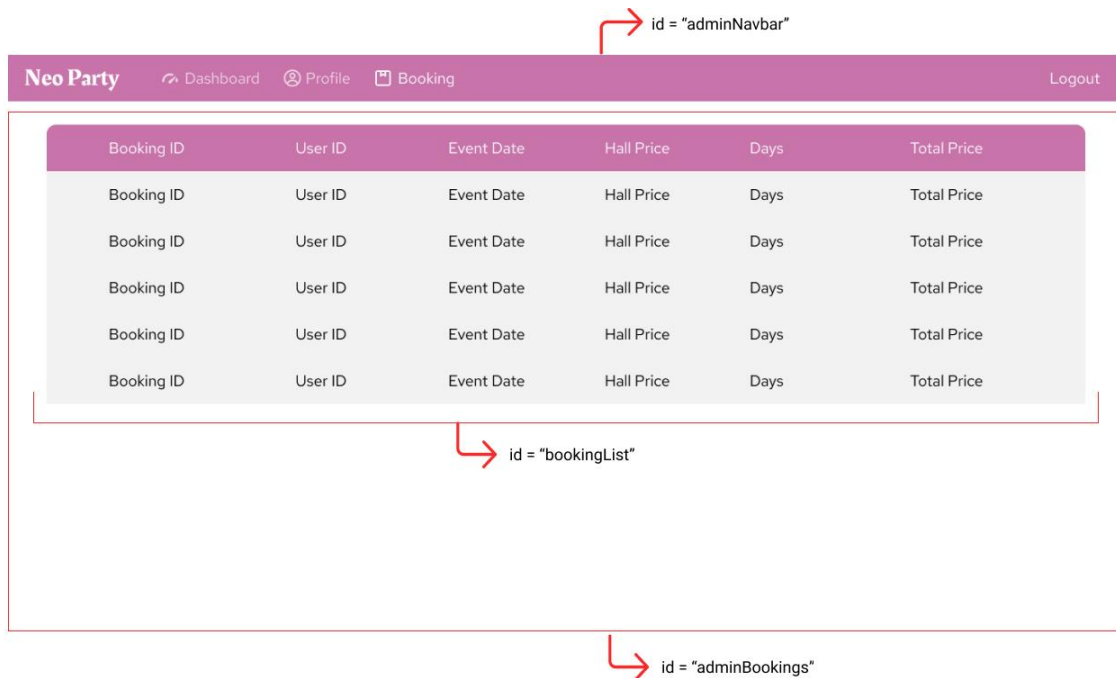 id = “adminNavbar”
Neo Party Dashboard Profile Booking Logout
Booking ID User ID Event Date Hall Price Days Total Price
Booking ID User ID Event Date Hall Price Days Total Price
Booking ID User ID Event Date Hall Price Days Total Price
Booking ID User ID Event Date Hall Price Days Total Price
Booking ID User ID Event Date Hall Price Days Total Price
Booking ID User ID Event Date Hall Price Days Total Price
id = “bookingList”
id = “adminBookings”